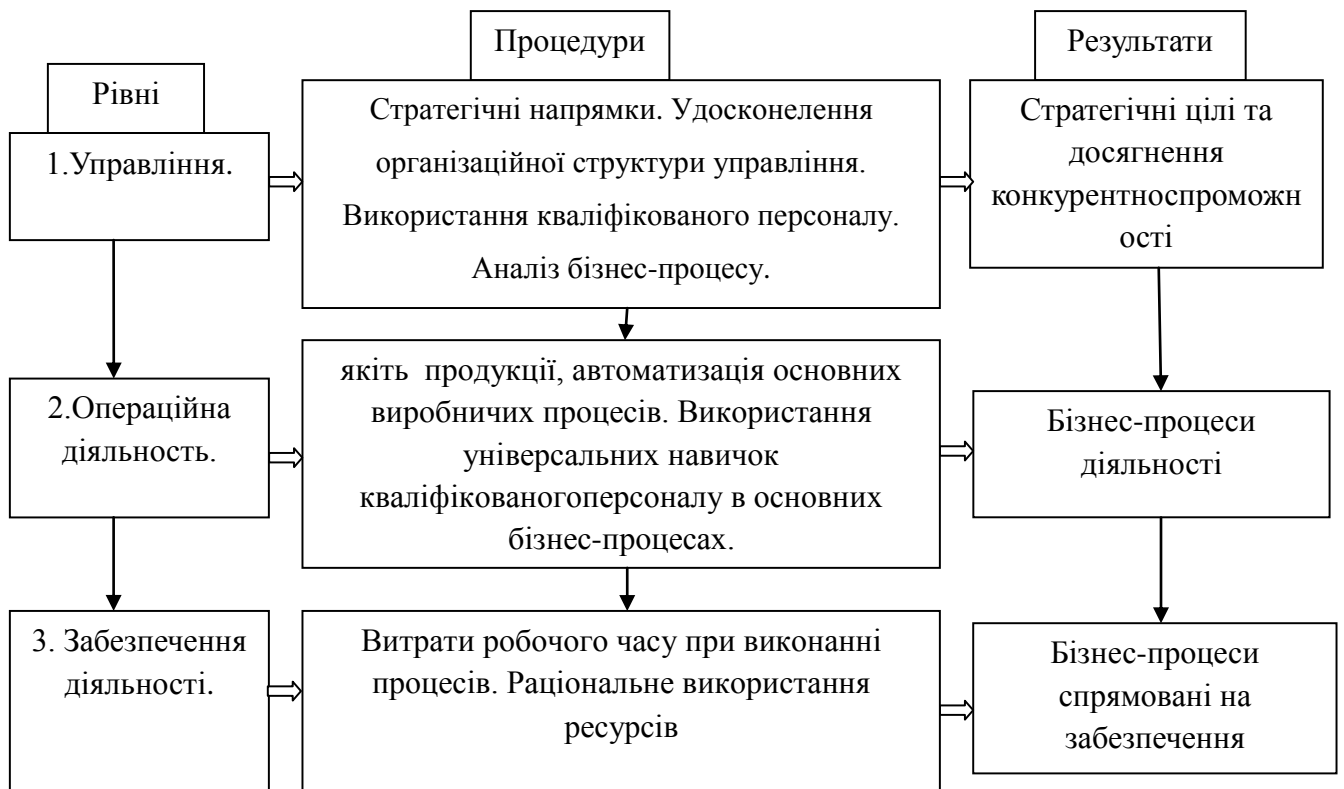 Рівні
Процедури
Результати
1.Управління.
Стратегічні напрямки. Удосконелення
організаційної структури управління.
Використання кваліфікованого персоналу.
Аналіз бізнес-процесу.
Стратегічні цілі та
досягнення
конкурентноспроможн
ості
2.Операційна
діяльность.
якіть продукції, автоматизація основних
виробничих процесів. Використання
універсальних навичок
кваліфікованогоперсоналу в основних
бізнес-процесах.
Бізнес-процеси
діяльності
3. Забезпечення
діяльності.
Витрати робочого часу при виконанні
процесів. Раціональне використання
ресурсів
Бізнес-процеси
спрямовані на
забезпечення